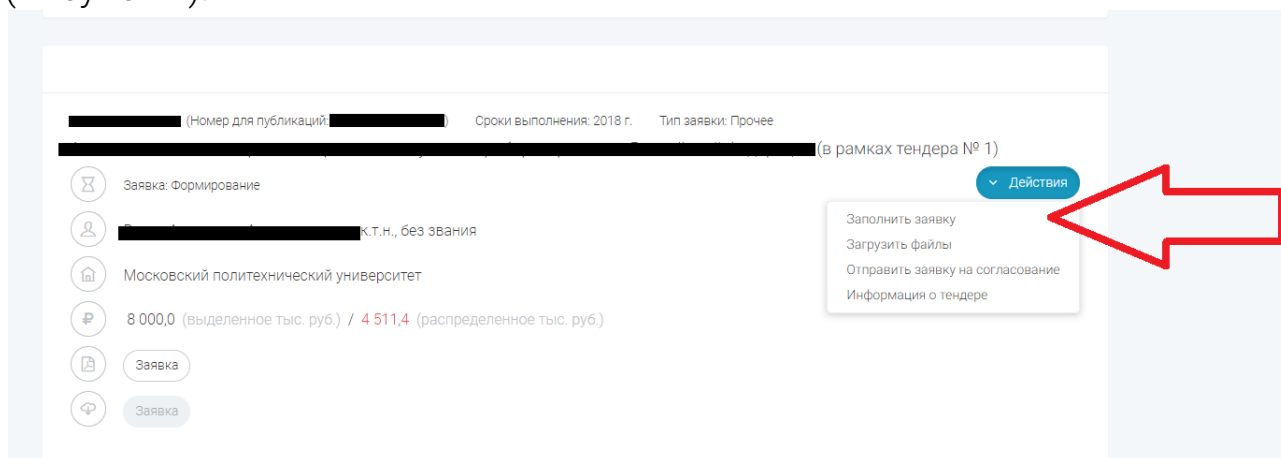 (Номер для публикаций: ) Сроки выполнения: 2018 г. Тип заявки: Прочее
(в рамках тендера № 1)
Заявка: Формирование
Действия
к.т.н., без звания
Заполнить заявку
Загрузить файлы
Отправить заявку на согласование
Информация о тендере
Московский политехнический университет
8 000,0 (выделенное тыс. руб.) / 4 511,4 (распределенное тыс. руб.)
Заявка
Заявка